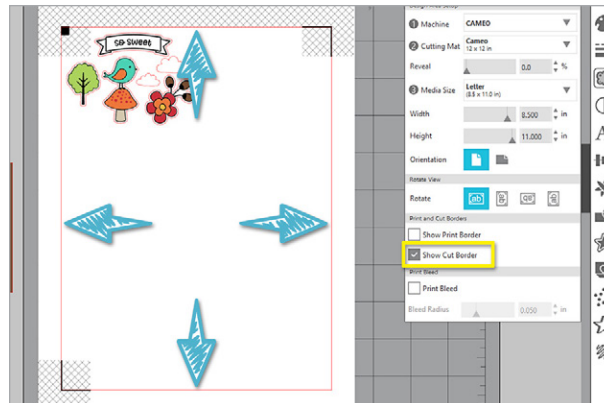 so sweet
Design Area Setup
1 Machine CAMEO
2 Cutting Mat Cameo
12 x 12 in
Reveal 0.0 %
3 Media Size Letter
(8.5 x 11.0 in)
Width 8.500 in
Height 11.000 in
Orientation
Rotate View
Rotate
Print and Cut Borders
Show Print Border
Show Cut Border
Print Bleed
Print Bleed
Bleed Radius 0.050 in